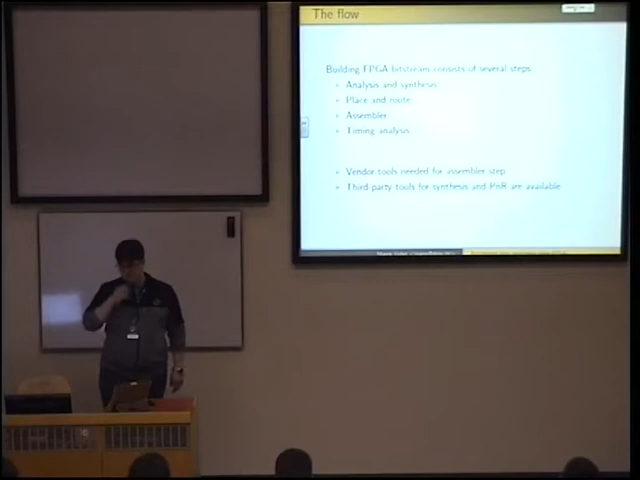 The flow
Building FPGA bitstream consists of several steps
Analysis and synthesis
Place and route
Assembler
Timing analysis
Vendor tools needed for assembler step
Third party tools for synthesis and PnR are available